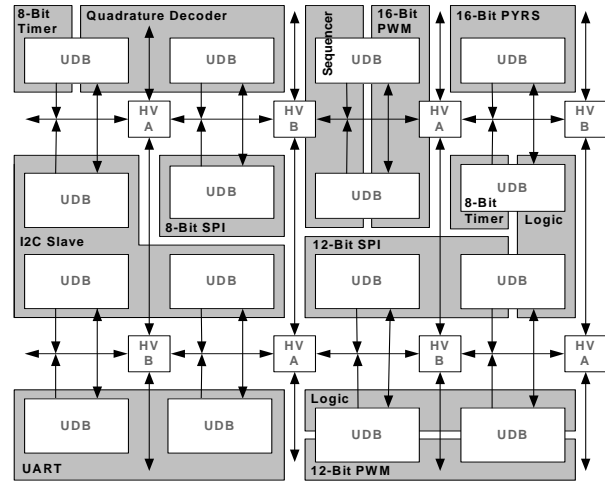 8-Bit
Timer
Quadrature Decoder
Sequencer
16-Bit
PWM
16-Bit PYRS
UDB
UDB
UDB
UDB
HV
A
HV
B
HV
A
HV
B
UDB
UDB
UDB
UDB
8-Bit
Timer
Logic
8-Bit SPI
I2C Slave
12-Bit SPI
UDB
UDB
UDB
UDB
HV
B
HV
A
HV
B
HV
A
Logic
UDB
UDB
UDB
UDB
UART
12-Bit PWM